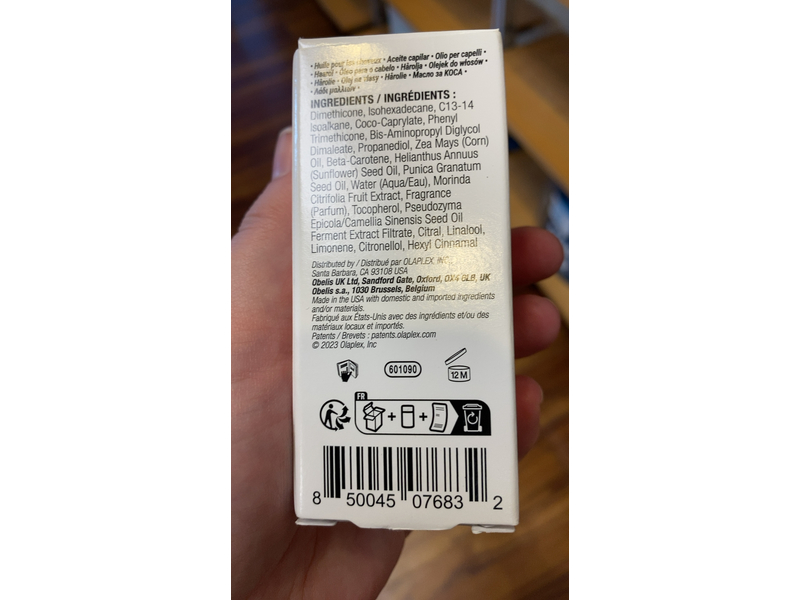 • Huile pour les cheveux • Aceite capilar • Olio per capelli •
• Haaröl • Óleo para o cabelo • Hårolja • Olejek do włosów •
• Hårolie • Olej na vlasy • Hårolie • Масло за КОСА •
• Λάδι μαλλιών •
INGREDIENTS / INGRÉDIENTS :
Dimethicone, Isohexadecane, C13-14
Isoalkane, Coco-Caprylate, Phenyl
Trimethicone, Bis-Aminopropyl Diglycol
Dimaleate, Propanediol, Zea Mays (Corn)
Oil, Beta-Carotene, Helianthus Annuus
(Sunflower) Seed Oil, Punica Granatum
Seed Oil, Water (Aqua/Eau), Morinda
Citrifolia Fruit Extract, Fragrance
(Parfum), Tocopherol, Pseudozyma
Epicola/Camellia Sinensis Seed Oil
Ferment Extract Filtrate, Citral, Linalool,
Limonene, Citronellol, Hexyl Cinnamal
Distributed by / Distribué par OLAPLEX, INC.
Santa Barbara, CA 93108 USA
Obelis UK Ltd, Sandford Gate, Oxford, OX4 6LB, UK
Obelis s.a., 1030 Brussels, Belgium
Made in the USA with domestic and imported ingredients
and/or materials.
Fabriqué aux États-Unis avec des ingrédients et/ou des
matériaux locaux et importés.
Patents / Brevets : patents.olaplex.com
© 2023 Olaplex, Inc
601090
12 M
FR
8 50045 07683 2